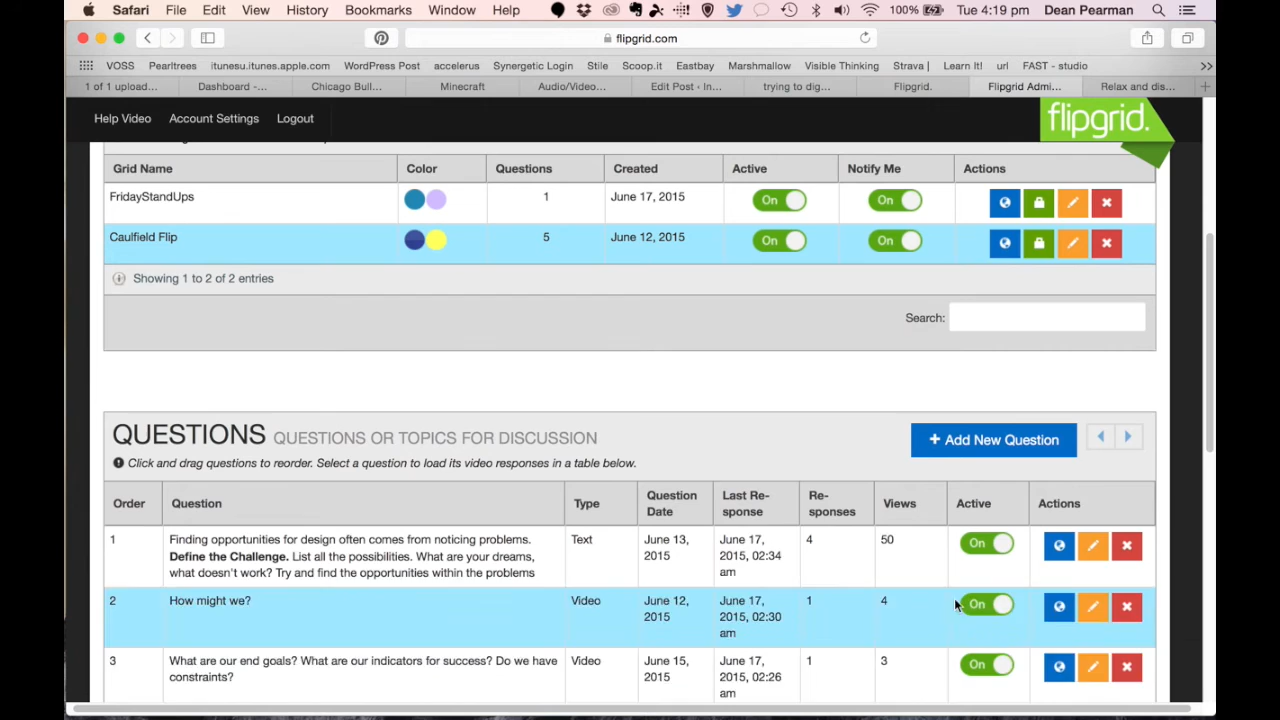 Safari File Edit View History Bookmarks Window Help 100% Tue 4:19 pm Dean Pearman
flipgrid.com
VOSS Pearltrees itunesu.itunes.apple.com WordPress Post accelerus Synergetic Login Stile Scoop.it Eastbay Marshmallow Visible Thinking Strava | Learn It! url FAST - studio >>
1 of 1 upload... Dashboard -... Chicago Bull... Minecraft Audio/Video... Edit Post ‹ In... trying to dig... Flipgrid. Flipgrid Admi... Relax and dis... +
Help Video Account Settings Logout flipgrid.
Grid Name Color Questions Created Active Notify Me Actions
FridayStandUps 1 June 17, 2015 On On
Caulfield Flip 5 June 12, 2015 On On
Showing 1 to 2 of 2 entries
Search:
QUESTIONS QUESTIONS OR TOPICS FOR DISCUSSION + Add New Question
Click and drag questions to reorder. Select a question to load its video responses in a table below.
Order Question Type Question Date Last Re-sponse Re-sponses Views Active Actions
1 Finding opportunities for design often comes from noticing problems. Text June 13, June 17, 4 50 On
Define the Challenge. List all the possibilities. What are your dreams, 2015 2015, 02:34
what doesn't work? Try and find the opportunities within the problems am
2 How might we? Video June 12, June 17, 1 4 On
2015 2015, 02:30
am
3 What are our end goals? What are our indicators for success? Do we have Video June 15, June 17, 1 3 On
constraints? 2015 2015, 02:26
am